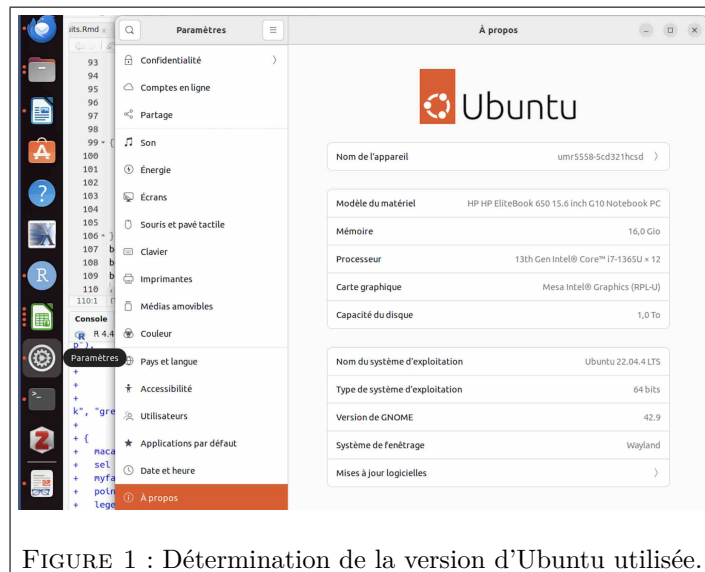 uits.Rmd ×
93
94
95
96
97
98
99 {
100
101
102
103
104
105
106 }
107 b
108 b
109 b
110
110:1
Console
R 4.4
p"),
+
+
+
k", "gre
+
+ {
+ maca
+ sel
+ myfa
+ poin
+ lege
Paramètres
Paramètres
Confidentialité
Comptes en ligne
Partage
Son
Énergie
Écrans
Souris et pavé tactile
Clavier
Imprimantes
Médias amovibles
Couleur
Pays et langue
Accessibilité
Utilisateurs
Applications par défaut
Date et heure
À propos
À propos
Ubuntu
Nom de l'appareil umr5558-5cd321hcsd
Modèle du matériel HP HP EliteBook 650 15.6 inch G10 Notebook PC
Mémoire 16,0 Gio
Processeur 13th Gen Intel® Core™ i7-1365U × 12
Carte graphique Mesa Intel® Graphics (RPL-U)
Capacité du disque 1,0 To
Nom du système d'exploitation Ubuntu 22.04.4 LTS
Type de système d'exploitation 64 bits
Version de GNOME 42.9
Système de fenêtrage Wayland
Mises à jour logicielles
FIGURE 1 : Détermination de la version d'Ubuntu utilisée.